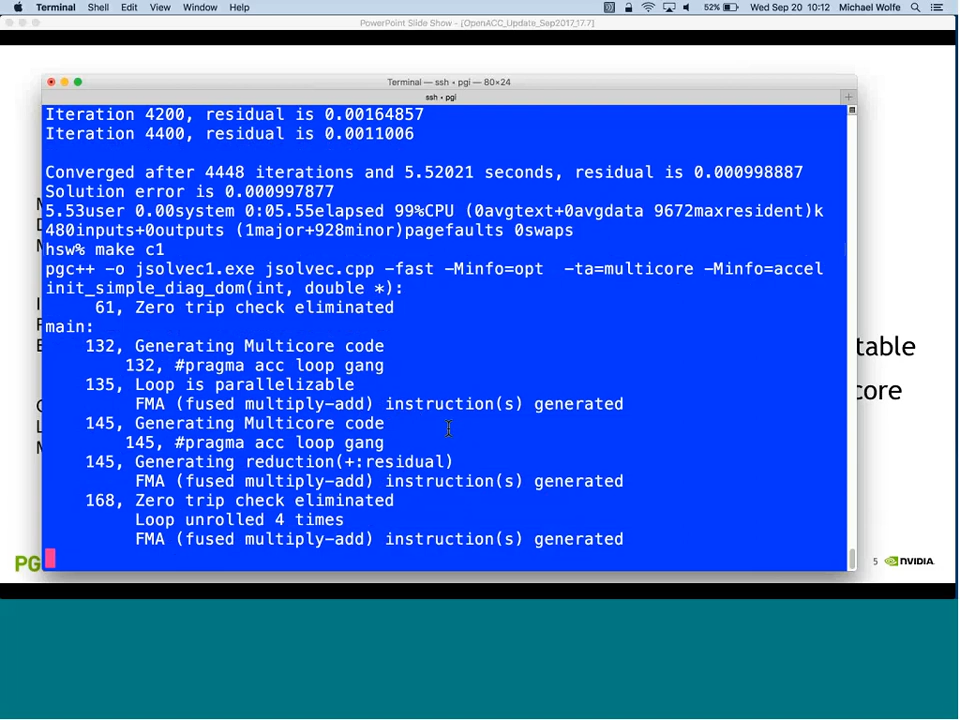 Terminal Shell Edit View Window Help 52% Wed Sep 20 10:12 Michael Wolfe
PowerPoint Slide Show - [OpenACC_Update_Sep2017_17.7]
Terminal — ssh • pgi — 80×24
ssh • pgi
Iteration 4200, residual is 0.00164857
Iteration 4400, residual is 0.0011006
Converged after 4448 iterations and 5.52021 seconds, residual is 0.000998887
Solution error is 0.000997877
5.53user 0.00system 0:05.55elapsed 99%CPU (0avgtext+0avgdata 9672maxresident)k
480inputs+0outputs (1major+928minor)pagefaults 0swaps
hsw% make c1
pgc++ -o jsolvec1.exe jsolvec.cpp -fast -Minfo=opt -ta=multicore -Minfo=accel
init_simple_diag_dom(int, double *):
61, Zero trip check eliminated
main:
132, Generating Multicore code
132, #pragma acc loop gang
135, Loop is parallelizable
FMA (fused multiply-add) instruction(s) generated
145, Generating Multicore code
145, #pragma acc loop gang
145, Generating reduction(+:residual)
FMA (fused multiply-add) instruction(s) generated
168, Zero trip check eliminated
Loop unrolled 4 times
FMA (fused multiply-add) instruction(s) generated
table
core
PG
5 NVIDIA.